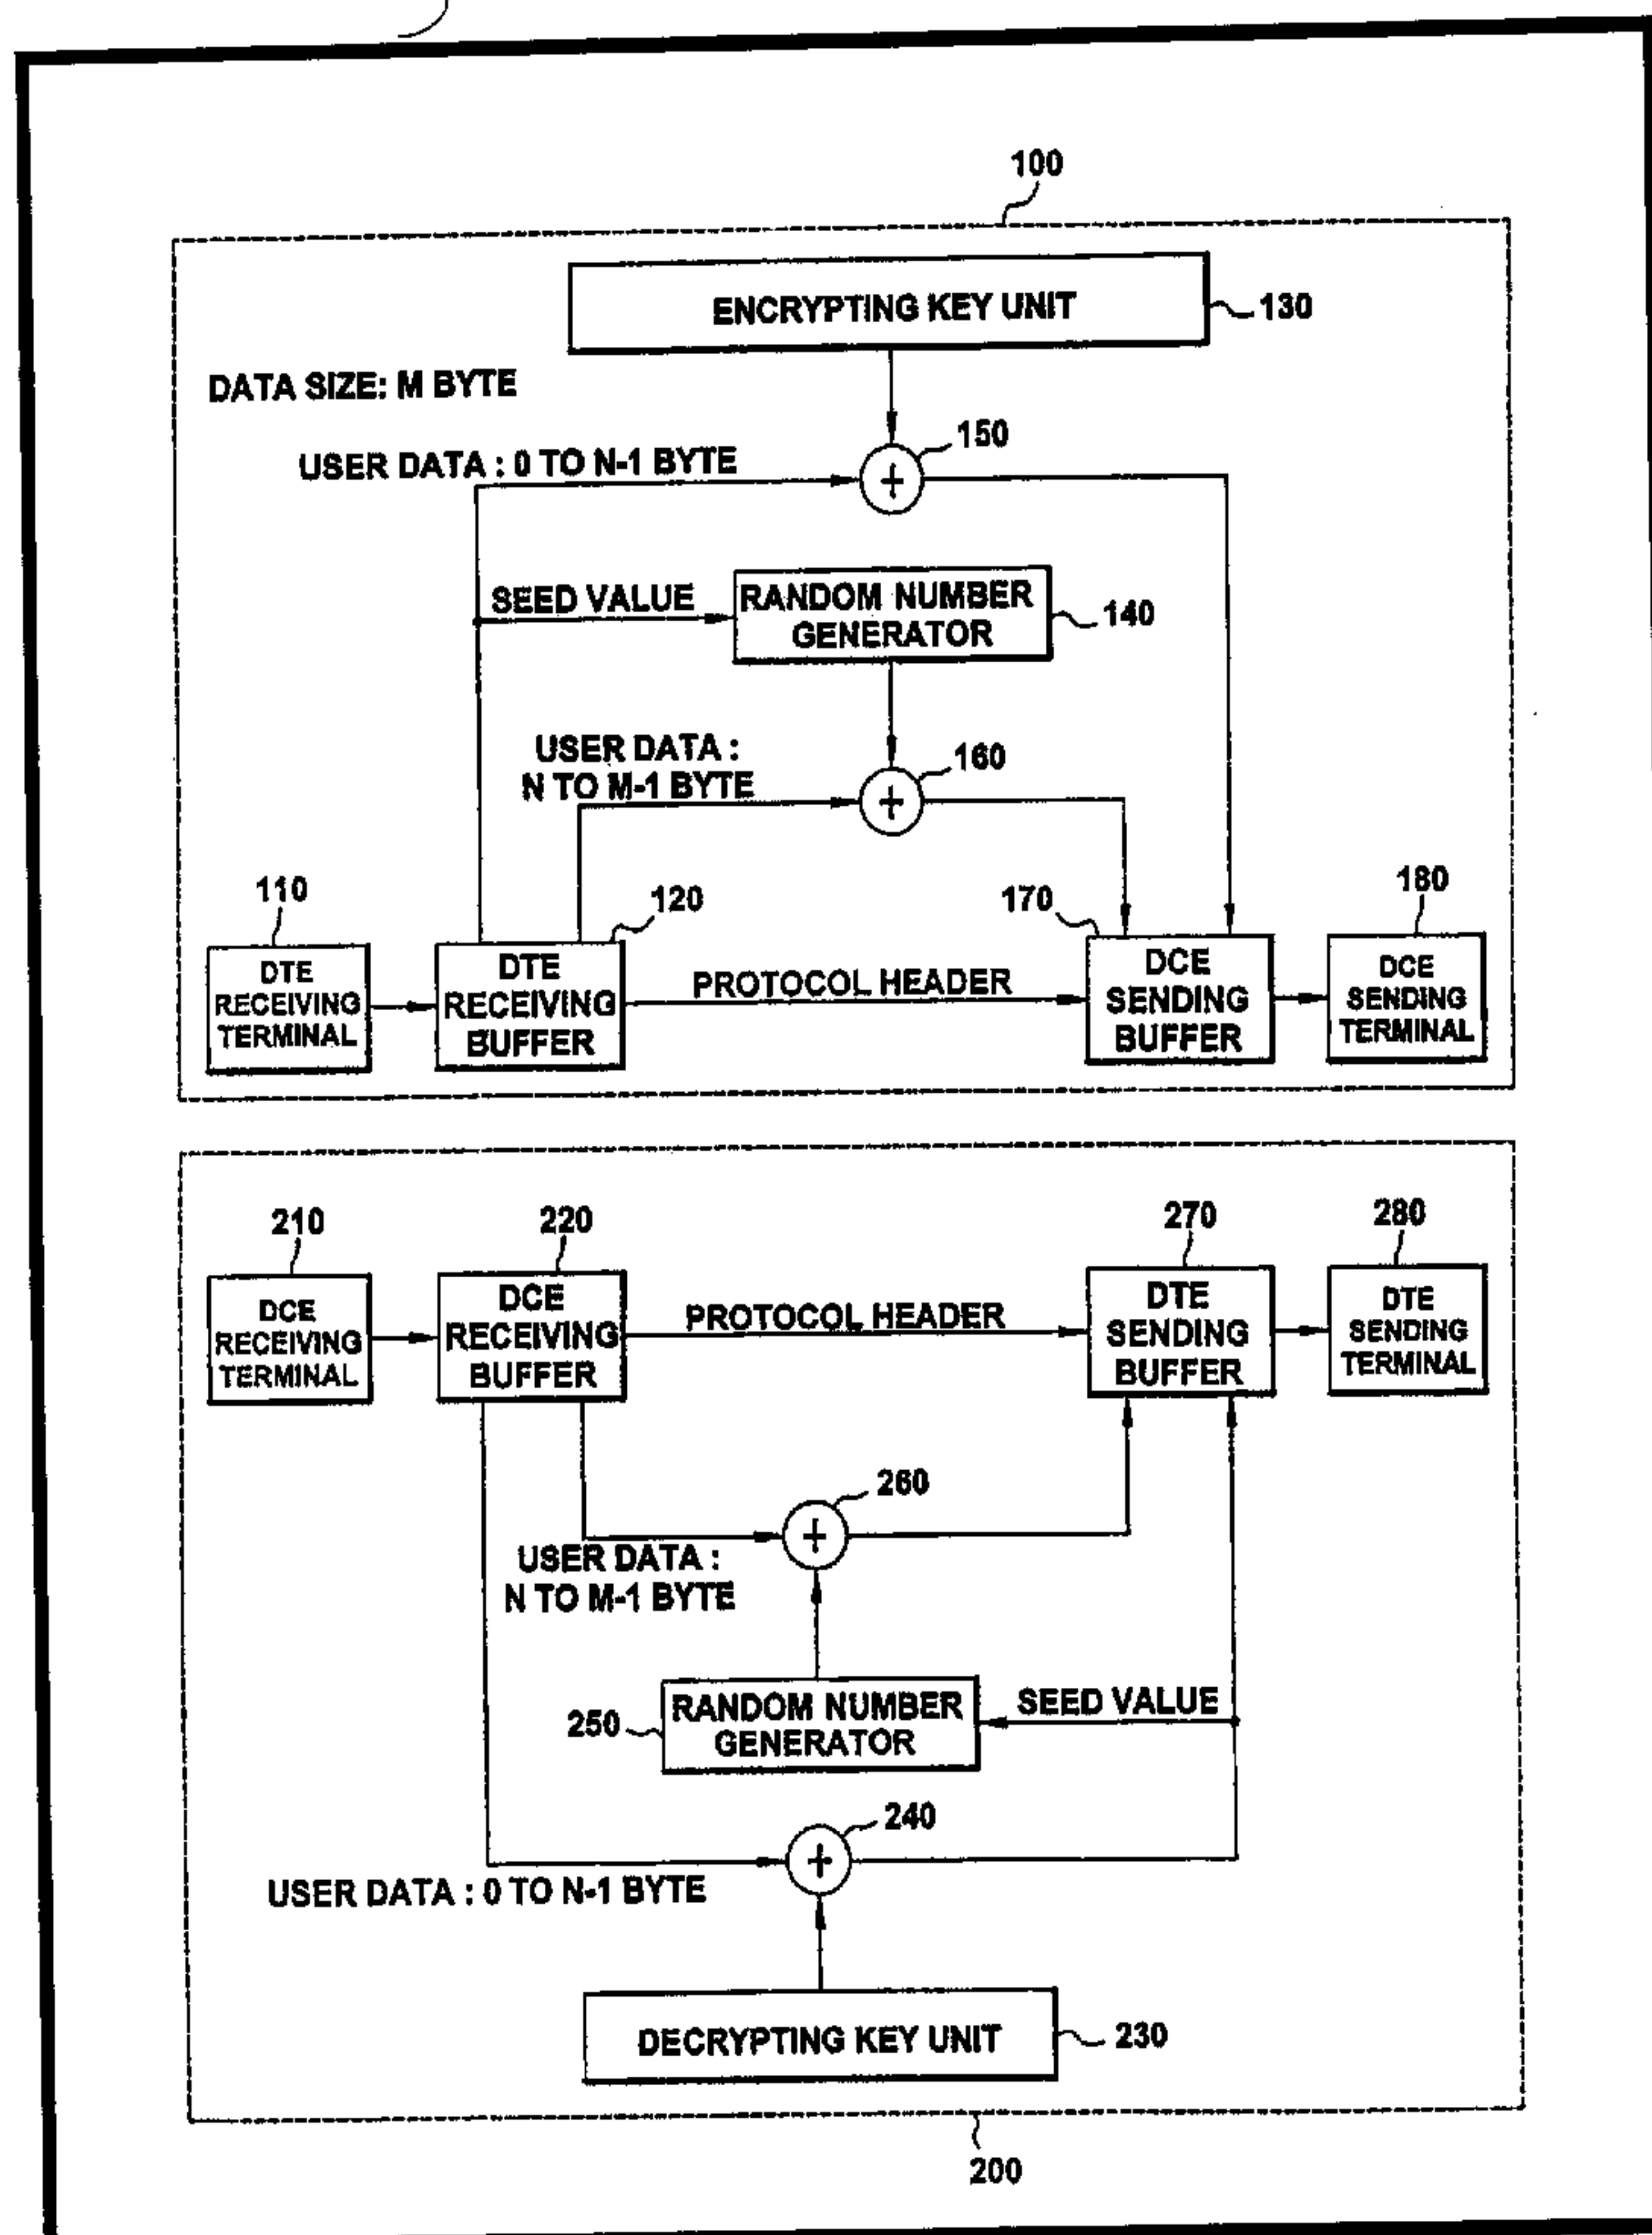 100
ENCRYPTING KEY UNIT
130
DATA SIZE: M BYTE
150
USER DATA : 0 TO N-1 BYTE
+
SEED VALUE
RANDOM NUMBER
GENERATOR
140
USER DATA :
N TO M-1 BYTE
160
+
110
120
170
180
DTE
RECEIVING
TERMINAL
DTE
RECEIVING
BUFFER
PROTOCOL HEADER
DCE
SENDING
BUFFER
DCE
SENDING
TERMINAL
210
220
270
280
DCE
RECEIVING
TERMINAL
DCE
RECEIVING
BUFFER
PROTOCOL HEADER
DTE
SENDING
BUFFER
DTE
SENDING
TERMINAL
260
+
USER DATA :
N TO M-1 BYTE
250
RANDOM NUMBER
GENERATOR
SEED VALUE
240
+
USER DATA : 0 TO N-1 BYTE
DECRYPTING KEY UNIT
230
200